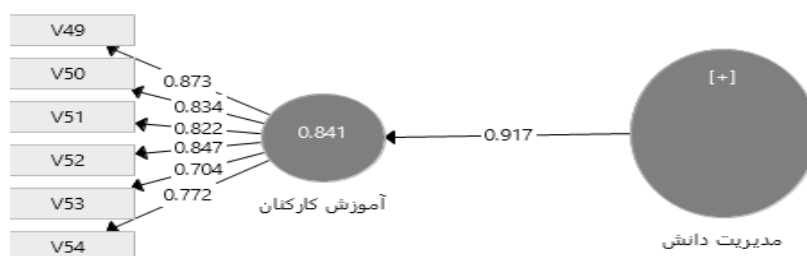 V49
V50
V51
V52
V53
V54
0.873
0.834
0.822
0.847
0.704
0.772
0.841
آموزش کارکنان
0.917
[+]
مدیریت دانش